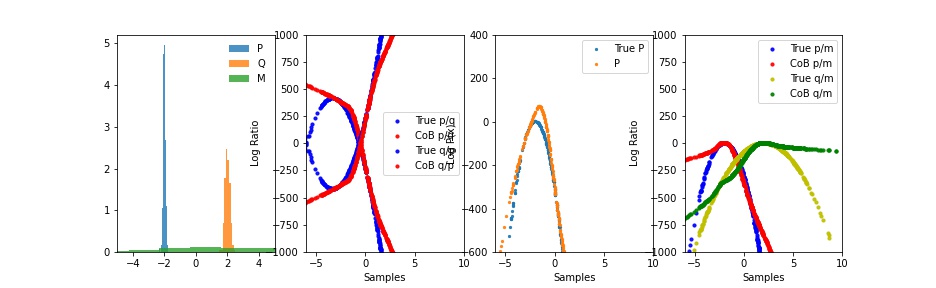 5
4
3
2
1
0
−4
−2
0
2
4
P
Q
M
Log Ratio
1000
750
500
250
0
−250
−500
−750
−1000
−5
0
5
10
Samples
True p/q
CoB p/q
True q/p
CoB q/p
400
200
0
−200
−400
−600
−5
0
5
10
Samples
True P
P
Log Ratio
1000
750
500
250
0
−250
−500
−750
−1000
−5
0
5
10
Samples
True p/m
CoB p/m
True q/m
CoB q/m